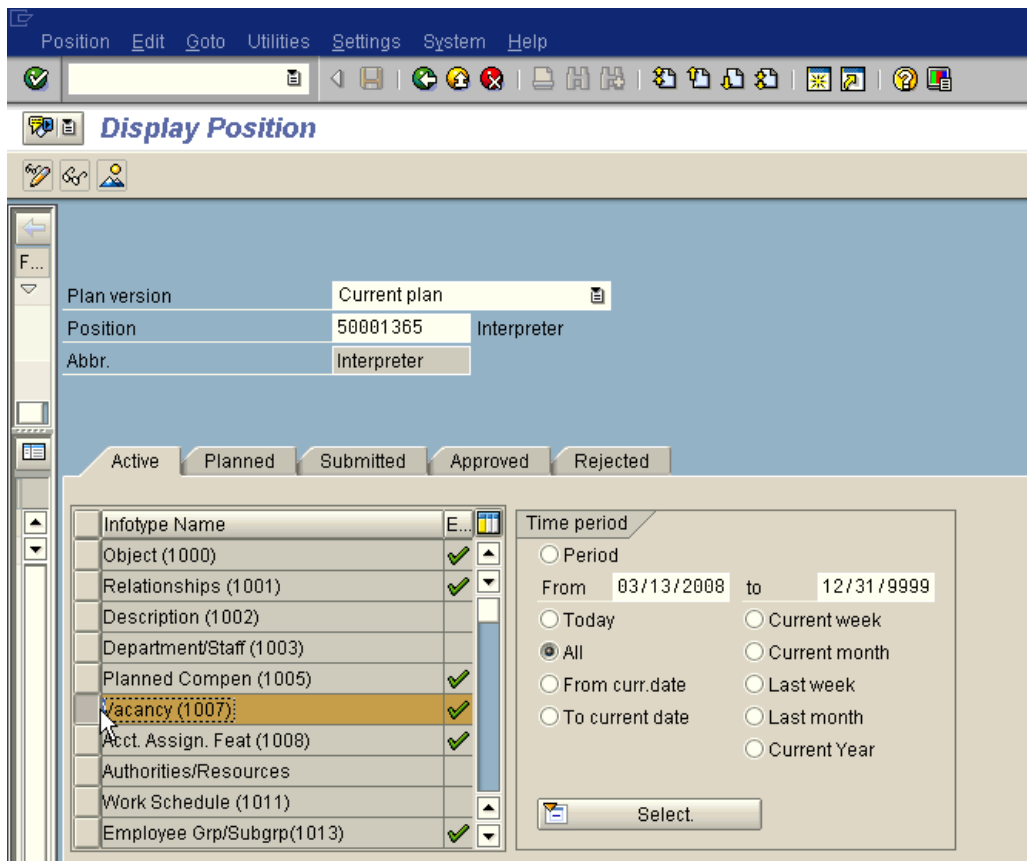 Position Edit Goto Utilities Settings System Help
Display Position
F...
Plan version Current plan
Position 50001365 Interpreter
Abbr. Interpreter
Active Planned Submitted Approved Rejected
Infotype Name E...
Object (1000)
Relationships (1001)
Description (1002)
Department/Staff (1003)
Planned Compen (1005)
Vacancy (1007)
Acct. Assign. Feat (1008)
Authorities/Resources
Work Schedule (1011)
Employee Grp/Subgrp(1013)
Time period
Period
From 03/13/2008 to 12/31/9999
Today Current week
All Current month
From curr.date Last week
To current date Last month
Current Year
Select.